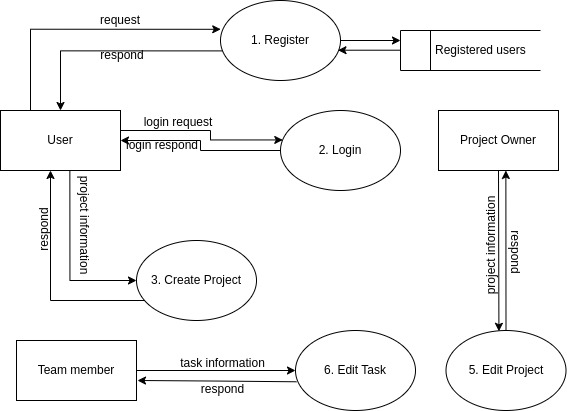 request
1. Register
respond
Registered users
login request
User
login respond
2. Login
Project Owner
project information
respond
3. Create Project
project information
respond
Team member
task information
respond
6. Edit Task
5. Edit Project